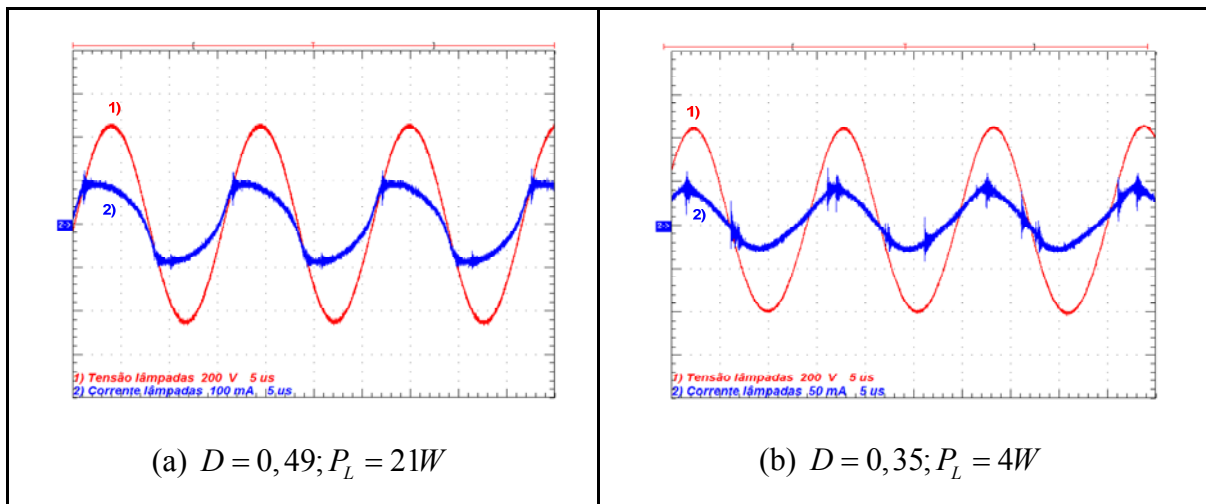 1)
2)
2->
1) Tensão lâmpadas 200 V 5 us
2) Corrente lâmpadas 100 mA 5 us
(a) D = 0,49; P_L = 21W
1)
2)
2->
1) Tensão lâmpadas 200 V 5 us
2) Corrente lâmpadas 50 mA 5 us
(b) D = 0,35; P_L = 4W